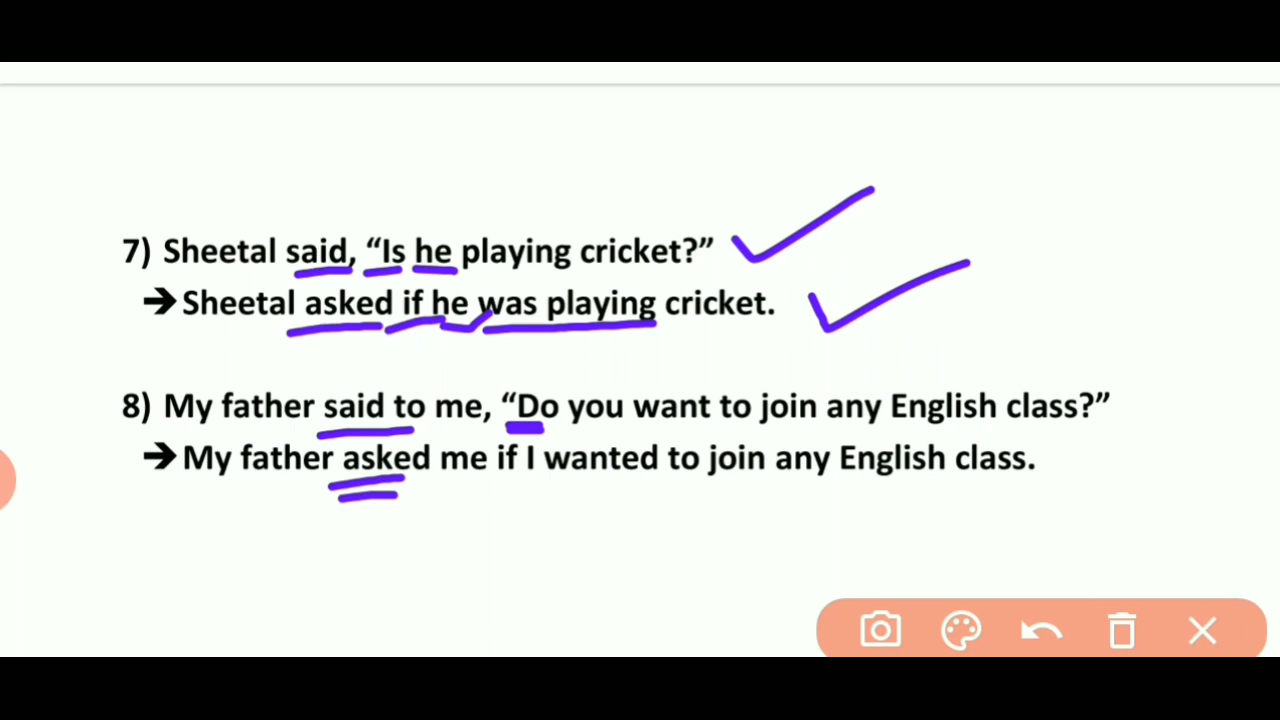 7) Sheetal said, “Is he playing cricket?”
➔ Sheetal asked if he was playing cricket.
8) My father said to me, “Do you want to join any English class?”
➔ My father asked me if I wanted to join any English class.